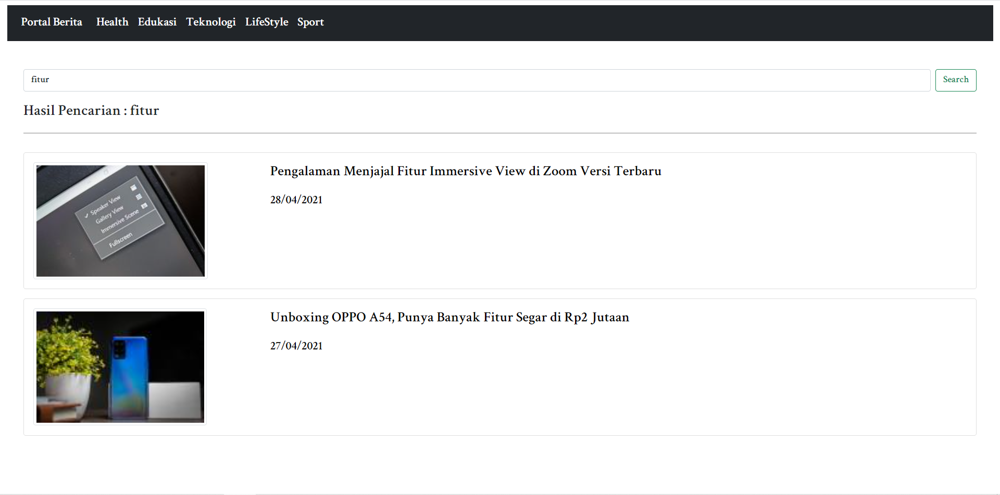 Portal Berita Health Edukasi Teknologi LifeStyle Sport
fitur
Search
Hasil Pencarian : fitur
Pengalaman Menjajal Fitur Immersive View di Zoom Versi Terbaru
28/04/2021
✓ Speaker View
Gallery View
Immersive Scene
Fullscreen
Unboxing OPPO A54, Punya Banyak Fitur Segar di Rp2 Jutaan
27/04/2021